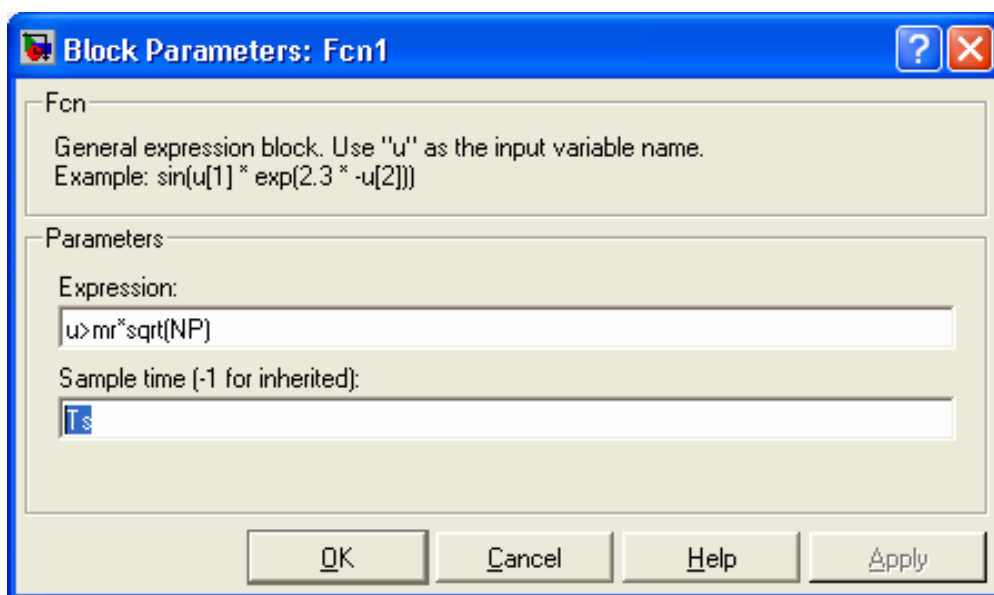 Block Parameters: Fcn1
?
Fcn
General expression block. Use "u" as the input variable name.
Example: sin(u[1] * exp(2.3 * -u[2]))
Parameters
Expression:
u>mr*sqrt(NP)
Sample time (-1 for inherited):
Ts
OK
Cancel
Help
Apply